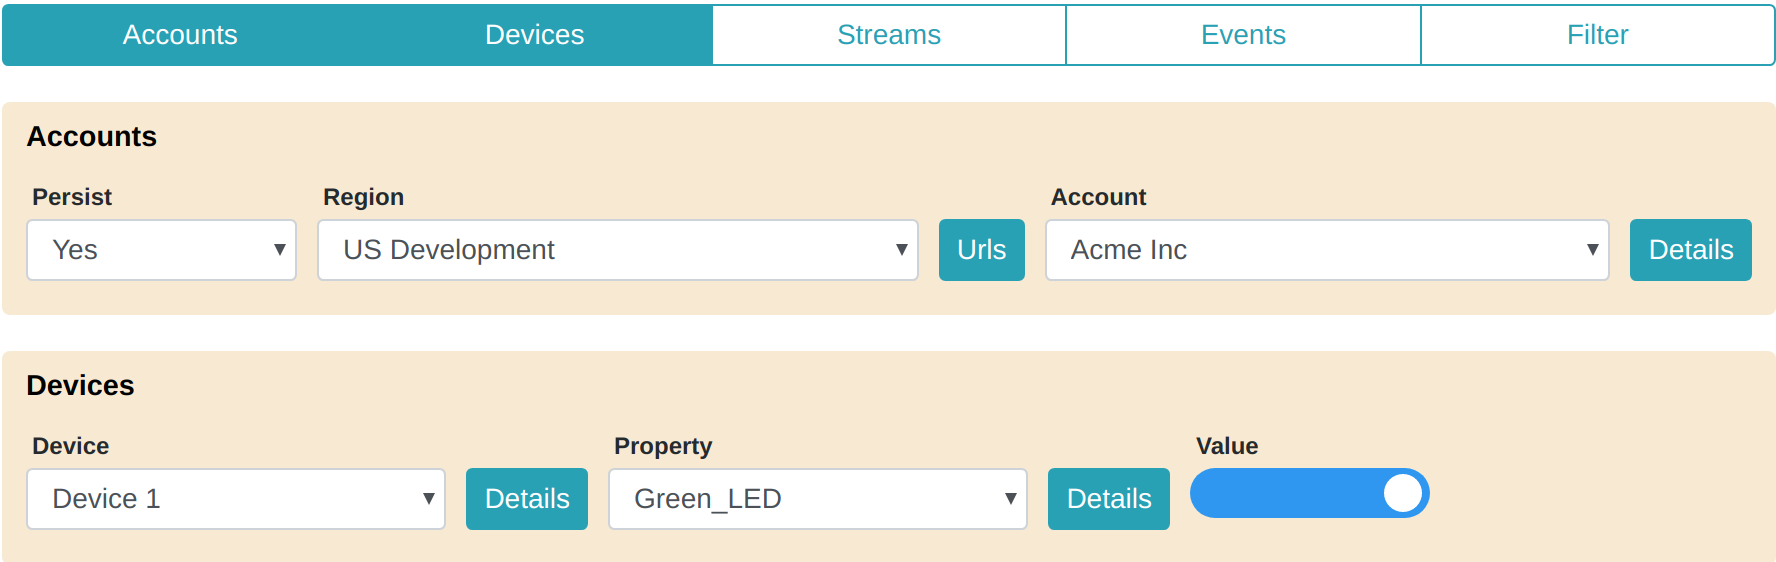 Accounts Devices Streams Events Filter
Accounts
Persist Region Account
Yes US Development Urls Acme Inc Details
Devices
Device Property Value
Device 1 Details Green_LED Details